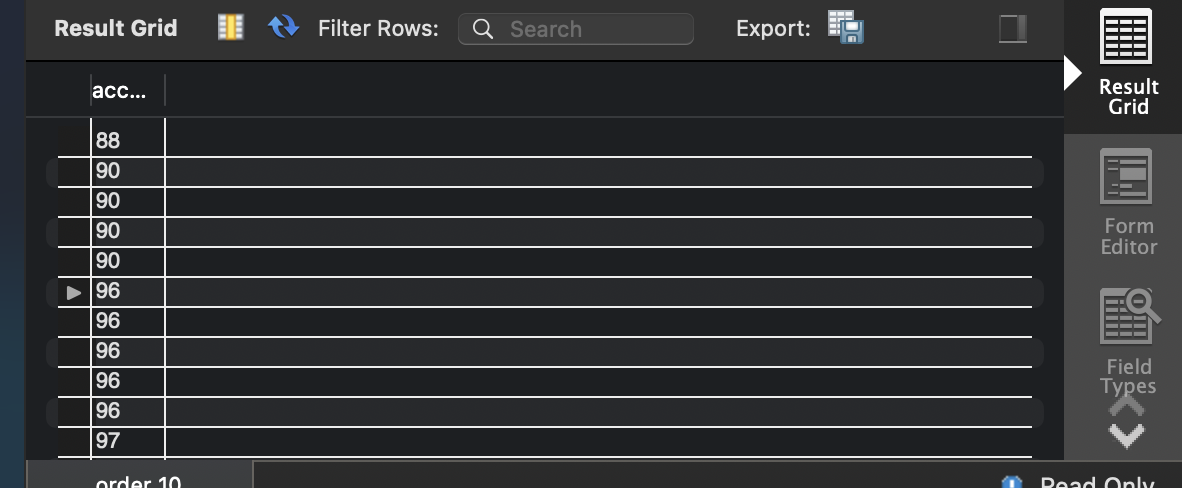 Result Grid Filter Rows: Search Export:
acc...
88
90
90
90
90
96
96
96
96
96
97
Result
Grid
Form
Editor
Field
Types
order 10
Read Only